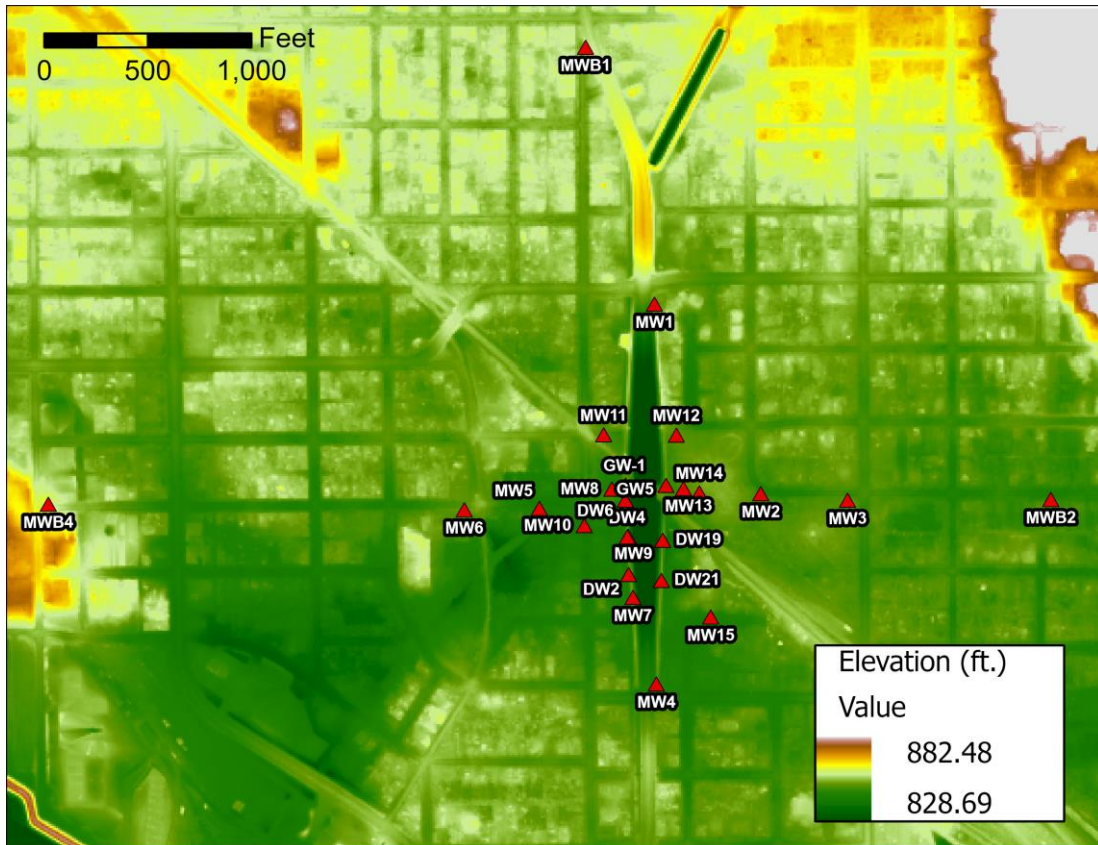 Feet
0 500 1,000
MWB1
MW1
MW11 MW12
GW-1
MW5 MW8 GW5 MW14
DW6 MW13
MWB4 MW6 MW10 DW4 MW2 MW3 MWB2
MW9 DW19
DW2 DW21
MW7
MW15
MW4
Elevation (ft.)
Value
882.48
828.69